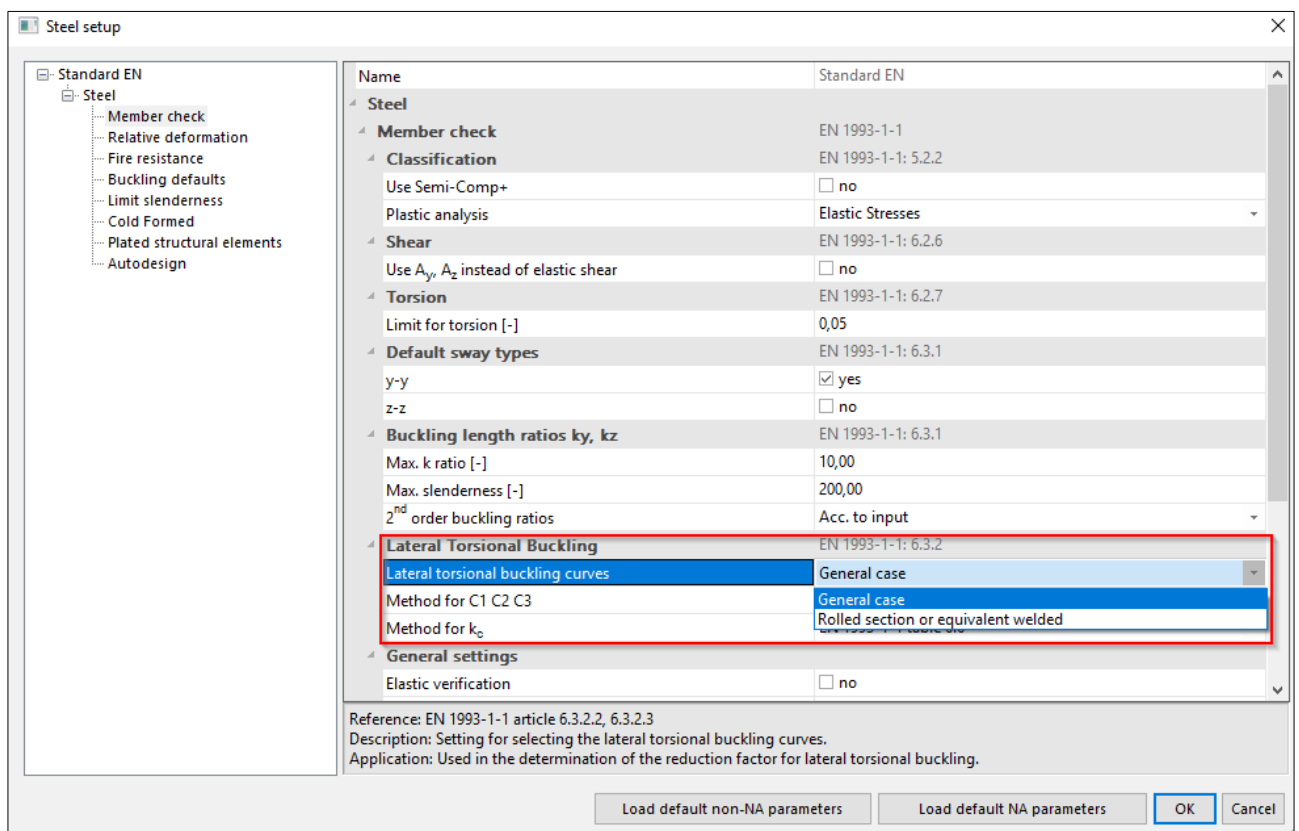 Steel setup
Standard EN
Steel
Member check
Relative deformation
Fire resistance
Buckling defaults
Limit slenderness
Cold Formed
Plated structural elements
Autodesign
Name Standard EN
Steel
Member check EN 1993-1-1
Classification EN 1993-1-1: 5.2.2
Use Semi-Comp+ no
Plastic analysis Elastic Stresses
Shear EN 1993-1-1: 6.2.6
Use Ay, Az instead of elastic shear no
Torsion EN 1993-1-1: 6.2.7
Limit for torsion [-] 0,05
Default sway types EN 1993-1-1: 6.3.1
y-y yes
z-z no
Buckling length ratios ky, kz EN 1993-1-1: 6.3.1
Max. k ratio [-] 10,00
Max. slenderness [-] 200,00
2nd order buckling ratios Acc. to input
Lateral Torsional Buckling EN 1993-1-1: 6.3.2
Lateral torsional buckling curves General case
Method for C1 C2 C3 General case
Rolled section or equivalent welded
Method for kc
General settings
Elastic verification no
Reference: EN 1993-1-1 article 6.3.2.2, 6.3.2.3
Description: Setting for selecting the lateral torsional buckling curves.
Application: Used in the determination of the reduction factor for lateral torsional buckling.
Load default non-NA parameters Load default NA parameters OK Cancel